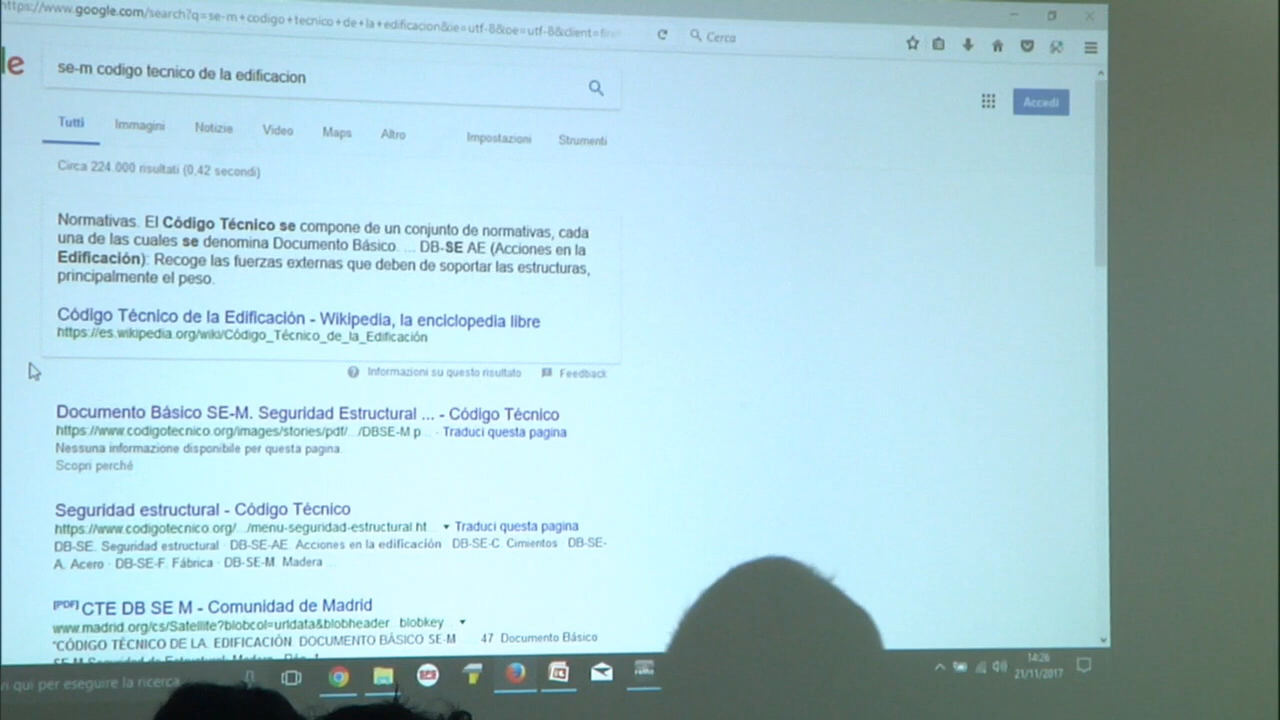 https://www.google.com/search?q=se-m+codigo+tecnico+de+la+edificacion&ie=utf-8&oe=utf-8&client=fire
Cerca
le
se-m codigo tecnico de la edificacion
Accedi
Tutti Immagini Notizie Video Maps Altro Impostazioni Strumenti
Circa 224.000 risultati (0,42 secondi)
Normativas. El Código Técnico se compone de un conjunto de normativas, cada
una de las cuales se denomina Documento Básico. ... DB-SE AE (Acciones en la
Edificación): Recoge las fuerzas externas que deben de soportar las estructuras,
principalmente el peso.
Código Técnico de la Edificación - Wikipedia, la enciclopedia libre
https://es.wikipedia.org/wiki/Código_Técnico_de_la_Edificación
Informazioni su questo risultato Feedback
Documento Básico SE-M. Seguridad Estructural ... - Código Técnico
https://www.codigotecnico.org/images/stories/pdf/.../DBSE-M.p... - Traduci questa pagina
Nessuna informazione disponibile per questa pagina.
Scopri perché
Seguridad estructural - Código Técnico
https://www.codigotecnico.org/.../menu-seguridad-estructural.ht... ▾ Traduci questa pagina
DB-SE. Seguridad estructural · DB-SE-AE. Acciones en la edificación · DB-SE-C. Cimientos · DB-SE-
A. Acero · DB-SE-F. Fábrica · DB-SE-M. Madera ...
[PDF] CTE DB SE M - Comunidad de Madrid
www.madrid.org/cs/Satellite?blobcol=urldata&blobheader...blobkey... ▾
"CÓDIGO TÉCNICO DE LA. EDIFICACIÓN. DOCUMENTO BÁSICO SE-M ... 47. Documento Básico
vi qui per eseguire la ricerca
14:26
21/11/2017